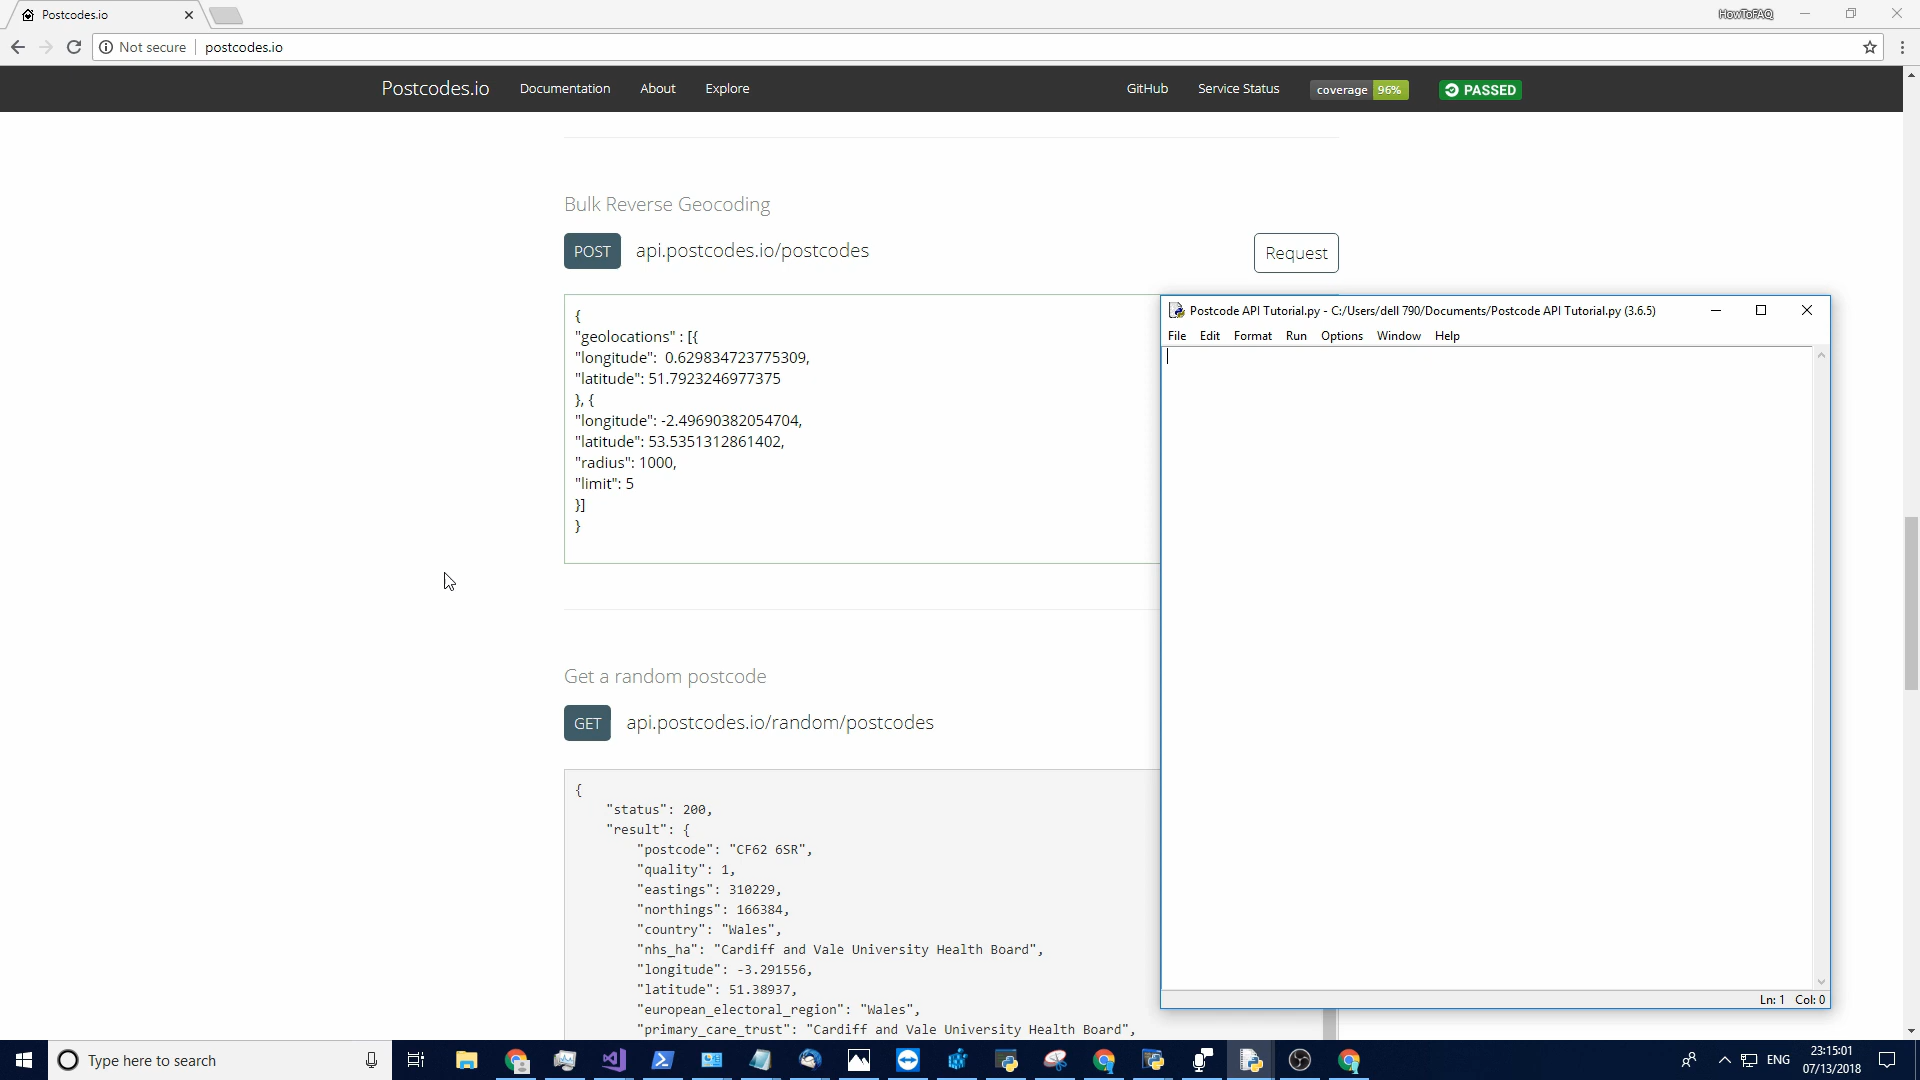 Postcodes.io
HowToFAQ
Not secure
postcodes.io
Postcodes.io
Documentation
About
Explore
GitHub
Service Status
coverage 96%
PASSED
Bulk Reverse Geocoding
POST api.postcodes.io/postcodes
Request
{
"geolocations" : [{
"longitude": 0.629834723775309,
"latitude": 51.7923246977375
}, {
"longitude": -2.49690382054704,
"latitude": 53.5351312861402,
"radius": 1000,
"limit": 5
}]
}
Get a random postcode
GET api.postcodes.io/random/postcodes
{
"status": 200,
"result": {
"postcode": "CF62 6SR",
"quality": 1,
"eastings": 310229,
"northings": 166384,
"country": "Wales",
"nhs_ha": "Cardiff and Vale University Health Board",
"longitude": -3.291556,
"latitude": 51.38937,
"european_electoral_region": "Wales",
"primary_care_trust": "Cardiff and Vale University Health Board",
Postcode API Tutorial.py - C:/Users/dell 790/Documents/Postcode API Tutorial.py (3.6.5)
File Edit Format Run Options Window Help
Ln: 1 Col: 0
Type here to search
ENG
23:15:01
07/13/2018